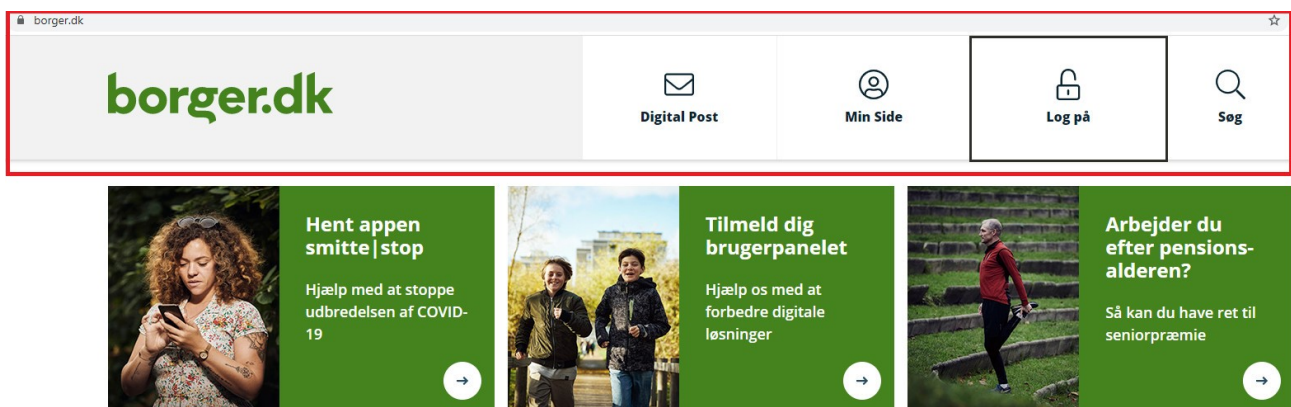 borger.dk
borger.dk
Digital Post
Min Side
Log på
Søg
Hent appen
smitte|stop
Hjælp med at stoppe
udbredelsen af COVID-
19
Tilmeld dig
brugerpanelet
Hjælp os med at
forbedre digitale
løsninger
Arbejder du
efter pensions-
alderen?
Så kan du have ret til
seniorpræmie